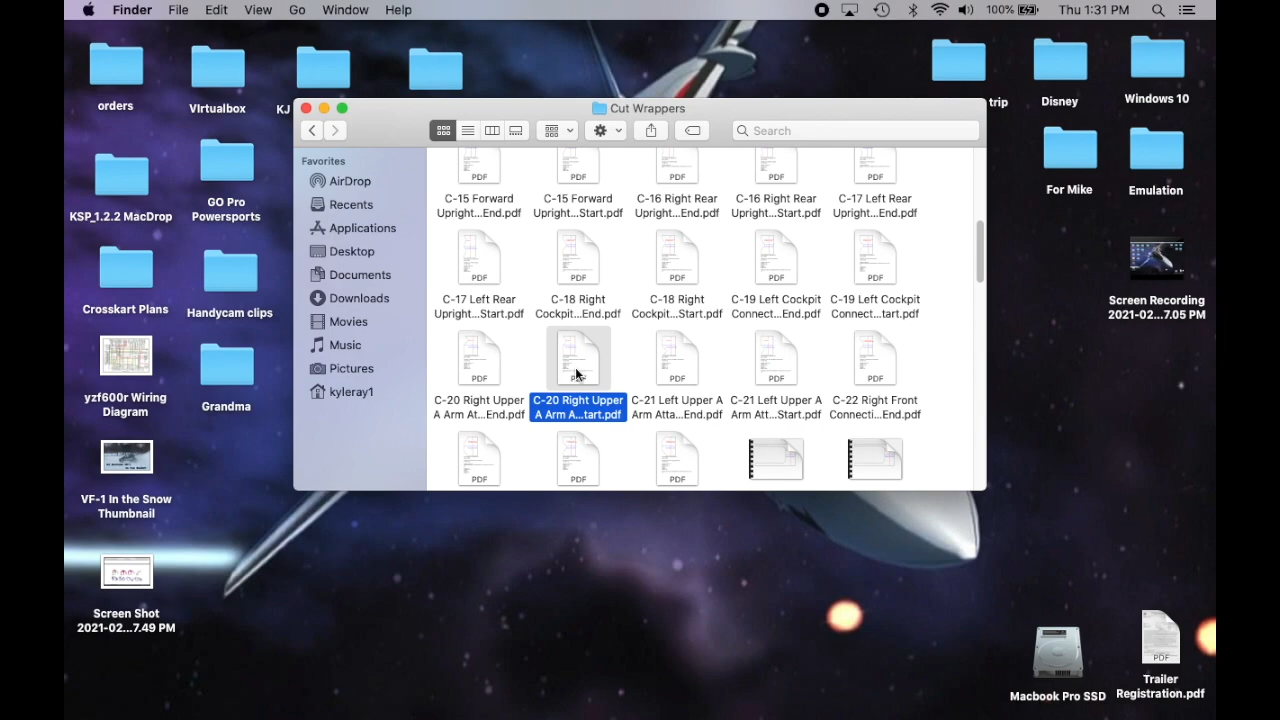 Finder File Edit View Go Window Help 100% Thu 1:31 PM
orders
VIrtualbox
KJ
trip
Disney
Windows 10
KSP_1.2.2 MacDrop
GO Pro
Powersports
For Mike
Emulation
Crosskart Plans
Handycam clips
Screen Recording
2021-02...7.05 PM
yzf600r Wiring
Diagram
Grandma
VF-1 In the Snow
Thumbnail
Screen Shot
2021-02...7.49 PM
Macbook Pro SSD
PDF
Trailer
Registration.pdf
Cut Wrappers
Search
Favorites
AirDrop
Recents
Applications
Desktop
Documents
Downloads
Movies
Music
Pictures
kyleray1
PDF PDF PDF PDF PDF
C-15 Forward C-15 Forward C-16 Right Rear C-16 Right Rear C-17 Left Rear
Upright...End.pdf Upright...Start.pdf Upright...End.pdf Upright...Start.pdf Upright...End.pdf
PDF PDF PDF PDF PDF
C-17 Left Rear C-18 Right C-18 Right C-19 Left Cockpit C-19 Left Cockpit
Upright...Start.pdf Cockpit...End.pdf Cockpit...Start.pdf Connect...End.pdf Connect...tart.pdf
PDF PDF PDF PDF PDF
C-20 Right Upper C-20 Right Upper C-21 Left Upper A C-21 Left Upper A C-22 Right Front
A Arm At...End.pdf A Arm A...tart.pdf Arm Atta...End.pdf Arm Att...Start.pdf Connecti...End.pdf
PDF PDF PDF